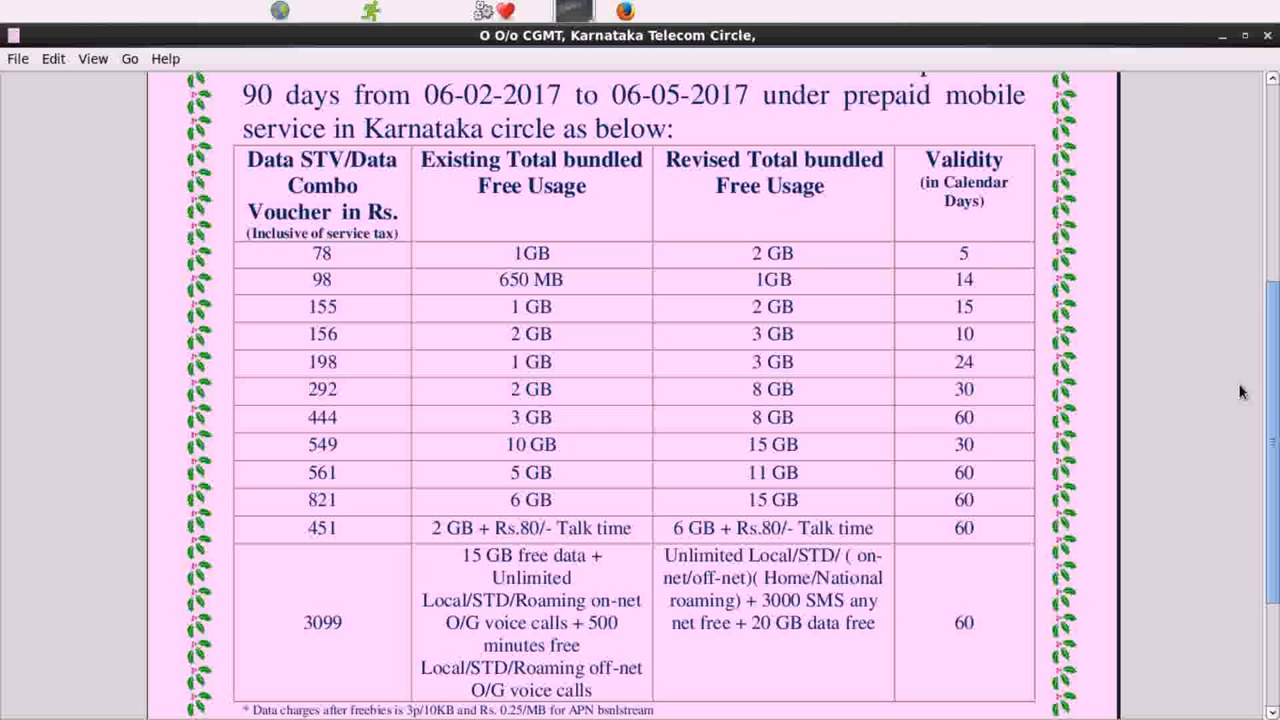 O O/o CGMT, Karnataka Telecom Circle,
File Edit View Go Help
90 days from 06-02-2017 to 06-05-2017 under prepaid mobile
service in Karnataka circle as below:
Data STV/Data Combo Voucher in Rs. (Inclusive of service tax) Existing Total bundled Free Usage Revised Total bundled Free Usage Validity (in Calendar Days)
78 1GB 2 GB 5
98 650 MB 1GB 14
155 1 GB 2 GB 15
156 2 GB 3 GB 10
198 1 GB 3 GB 24
292 2 GB 8 GB 30
444 3 GB 8 GB 60
549 10 GB 15 GB 30
561 5 GB 11 GB 60
821 6 GB 15 GB 60
451 2 GB + Rs.80/- Talk time 6 GB + Rs.80/- Talk time 60
3099
15 GB free data +
Unlimited
Local/STD/Roaming on-net
O/G voice calls + 500
minutes free
Local/STD/Roaming off-net
O/G voice calls
Unlimited Local/STD/ ( on-
net/off-net)( Home/National
roaming) + 3000 SMS any
net free + 20 GB data free
60
* Data charges after freebies is 3p/10KB and Rs. 0.25/MB for APN bsnlstream